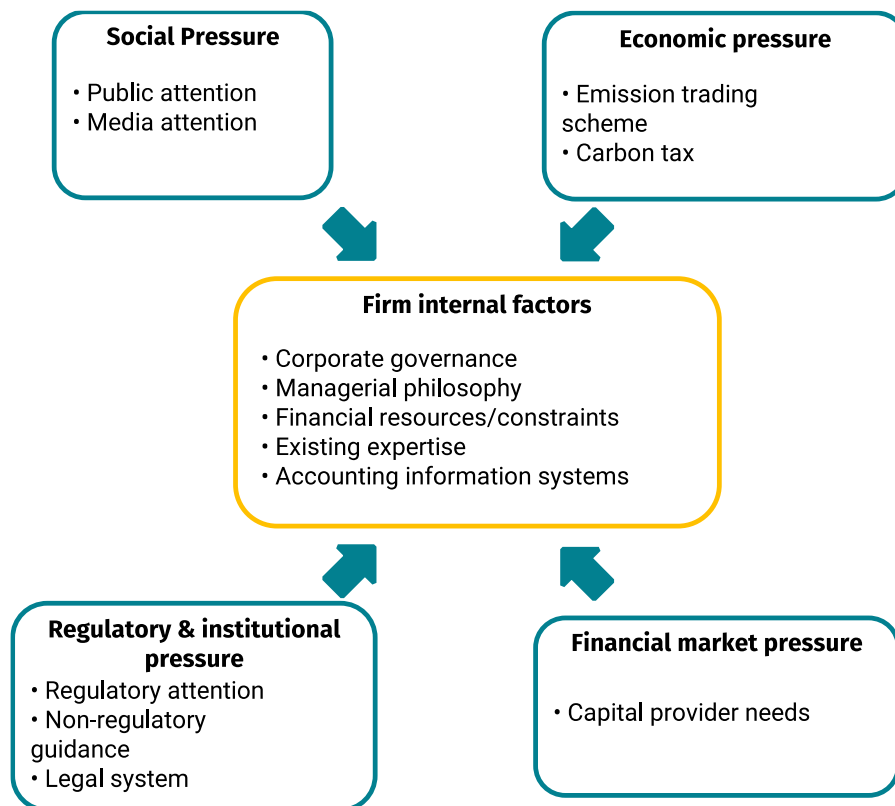 Social Pressure
• Public attention
• Media attention
Economic pressure
• Emission trading
scheme
• Carbon tax
Firm internal factors
• Corporate governance
• Managerial philosophy
• Financial resources/constraints
• Existing expertise
• Accounting information systems
Regulatory & institutional
pressure
• Regulatory attention
• Non-regulatory
guidance
• Legal system
Financial market pressure
• Capital provider needs